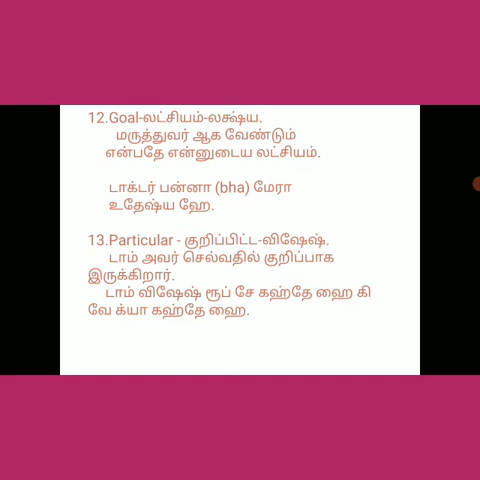 12.Goal-லட்சியம்-லக்ஷ்ய.
மருத்துவர் ஆக வேண்டும்
என்பதே என்னுடைய லட்சியம்.
டாக்டர் பன்னா (bha) மேரா
உதேஷ்ய ஹே.
13.Particular - குறிப்பிட்ட-விஷேஷ்.
டாம் அவர் செல்வதில் குறிப்பாக
இருக்கிறார்.
டாம் விஷேஷ் ரூப் சே கஹ்தே ஹை கி
வே க்யா கஹ்தே ஹை.